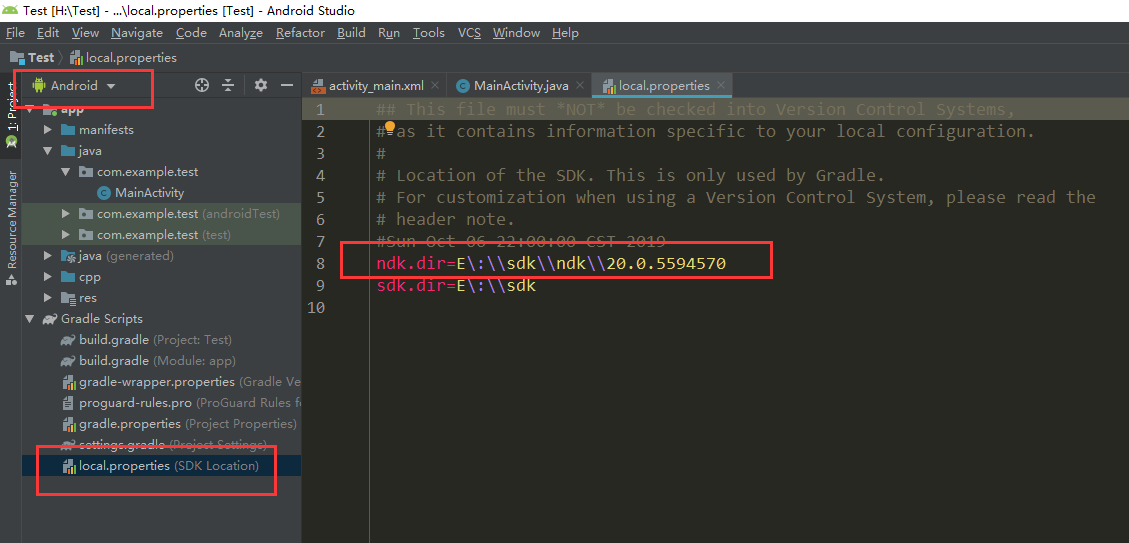 Test [H:\Test] - ...\local.properties [Test] - Android Studio
File Edit View Navigate Code Analyze Refactor Build Run Tools VCS Window Help
Test local.properties
Android
activity_main.xml MainActivity.java local.properties
1: Project
Resource Manager
app
manifests
java
com.example.test
MainActivity
com.example.test (androidTest)
com.example.test (test)
java (generated)
cpp
res
Gradle Scripts
build.gradle (Project: Test)
build.gradle (Module: app)
gradle-wrapper.properties (Gradle Ve
proguard-rules.pro (ProGuard Rules f
gradle.properties (Project Properties)
settings.gradle (Project Settings)
local.properties (SDK Location)
1 ## This file must *NOT* be checked into Version Control Systems,
2 # as it contains information specific to your local configuration.
3 #
4 # Location of the SDK. This is only used by Gradle.
5 # For customization when using a Version Control System, please read the
6 # header note.
7 #Sun Oct 06 22:00:00 CST 2019
8 ndk.dir=E\:\\sdk\\ndk\\20.0.5594570
9 sdk.dir=E\:\\sdk
10